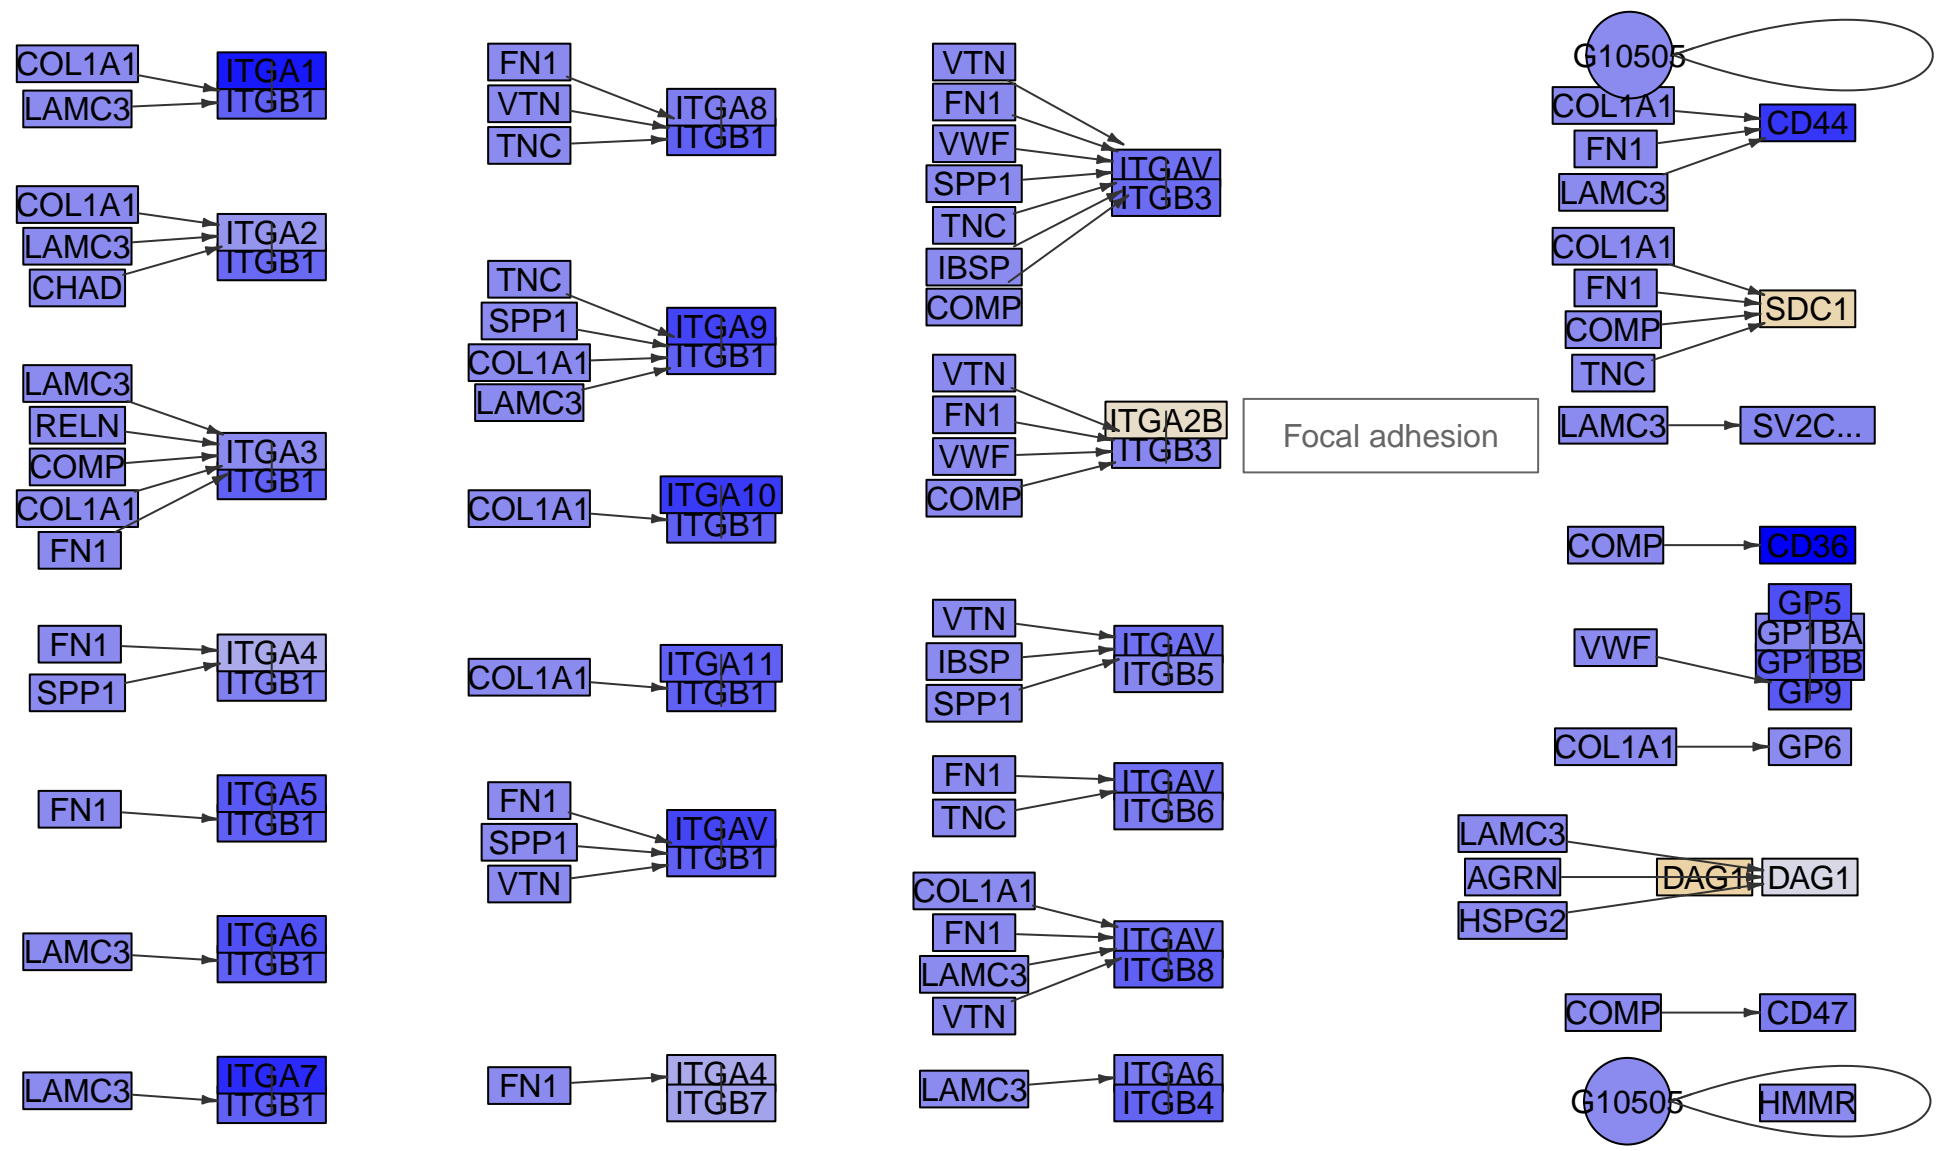 COL1A1
LAMC3
ITGA1
ITGB1
COL1A1
LAMC3
CHAD
ITGA2
ITGB1
LAMC3
RELN
COMP
COL1A1
FN1
ITGA3
ITGB1
FN1
SPP1
ITGA4
ITGB1
FN1
ITGA5
ITGB1
LAMC3
ITGA6
ITGB1
LAMC3
ITGA7
ITGB1
FN1
VTN
TNC
ITGA8
ITGB1
TNC
SPP1
COL1A1
LAMC3
ITGA9
ITGB1
COL1A1
ITGA10
ITGB1
COL1A1
ITGA11
ITGB1
FN1
SPP1
VTN
ITGAV
ITGB1
FN1
ITGA4
ITGB7
VTN
FN1
VWF
SPP1
TNC
IBSP
COMP
ITGAV
ITGB3
VTN
FN1
VWF
COMP
ITGA2B
ITGB3
Focal adhesion
VTN
IBSP
SPP1
ITGAV
ITGB5
FN1
TNC
ITGAV
ITGB6
COL1A1
FN1
LAMC3
VTN
ITGAV
ITGB8
LAMC3
ITGA6
ITGB4
G10505
COL1A1
FN1
LAMC3
CD44
COL1A1
FN1
COMP
TNC
SDC1
LAMC3
SV2C...
COMP
CD36
VWF
GP5
GP1BA
GP1BB
GP9
COL1A1
GP6
LAMC3
AGRN
HSPG2
DAG1
DAG1
COMP
CD47
G10505
HMMR